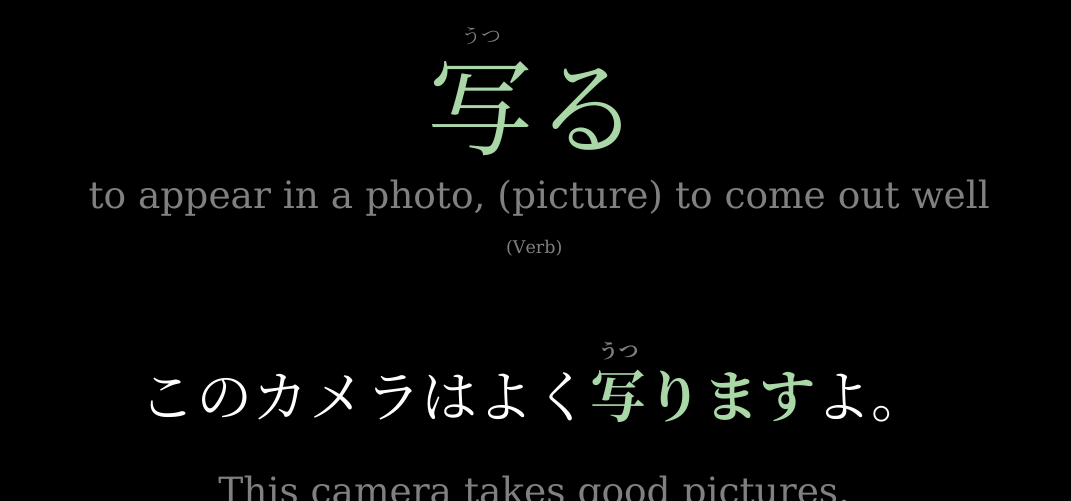 うつ
写る
to appear in a photo, (picture) to come out well
(Verb)
うつ
このカメラはよく写りますよ。
This camera takes good pictures.